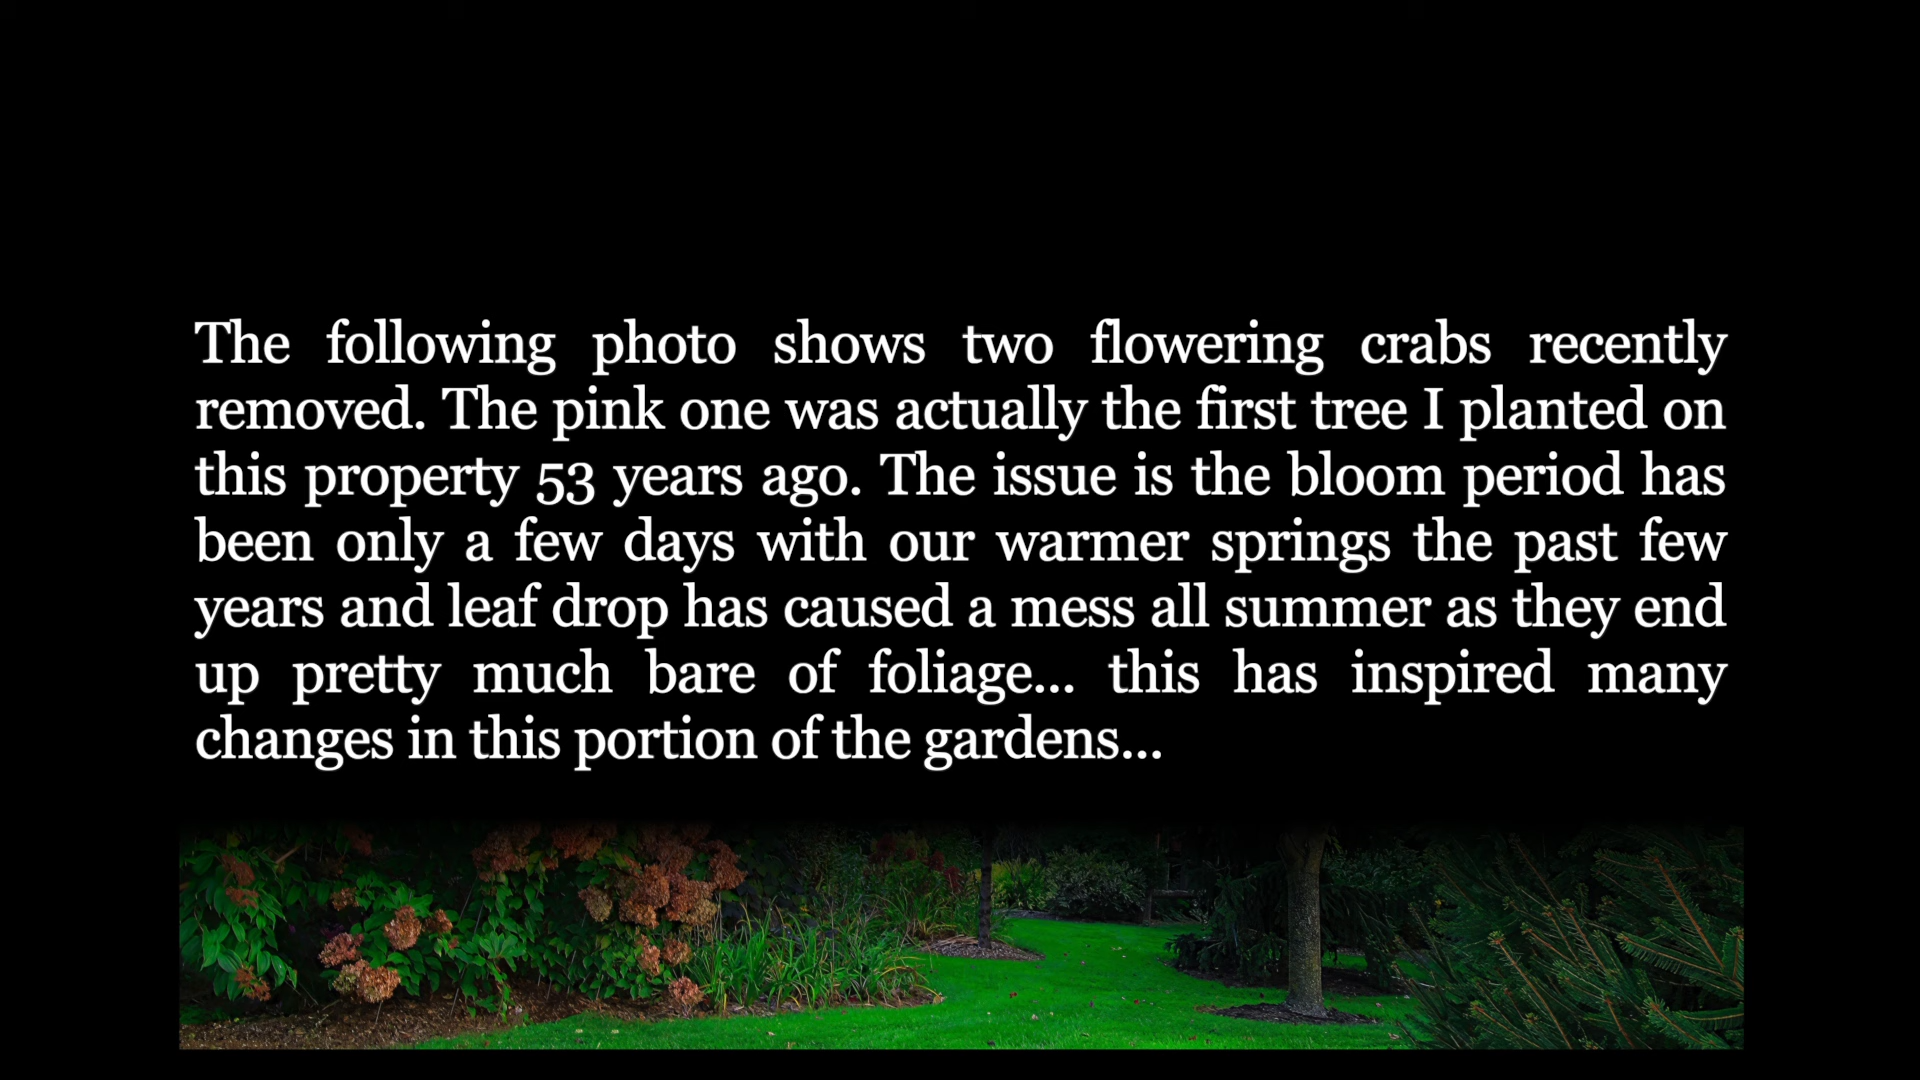 The following photo shows two flowering crabs recently
removed. The pink one was actually the first tree I planted on
this property 53 years ago. The issue is the bloom period has
been only a few days with our warmer springs the past few
years and leaf drop has caused a mess all summer as they end
up pretty much bare of foliage... this has inspired many
changes in this portion of the gardens...